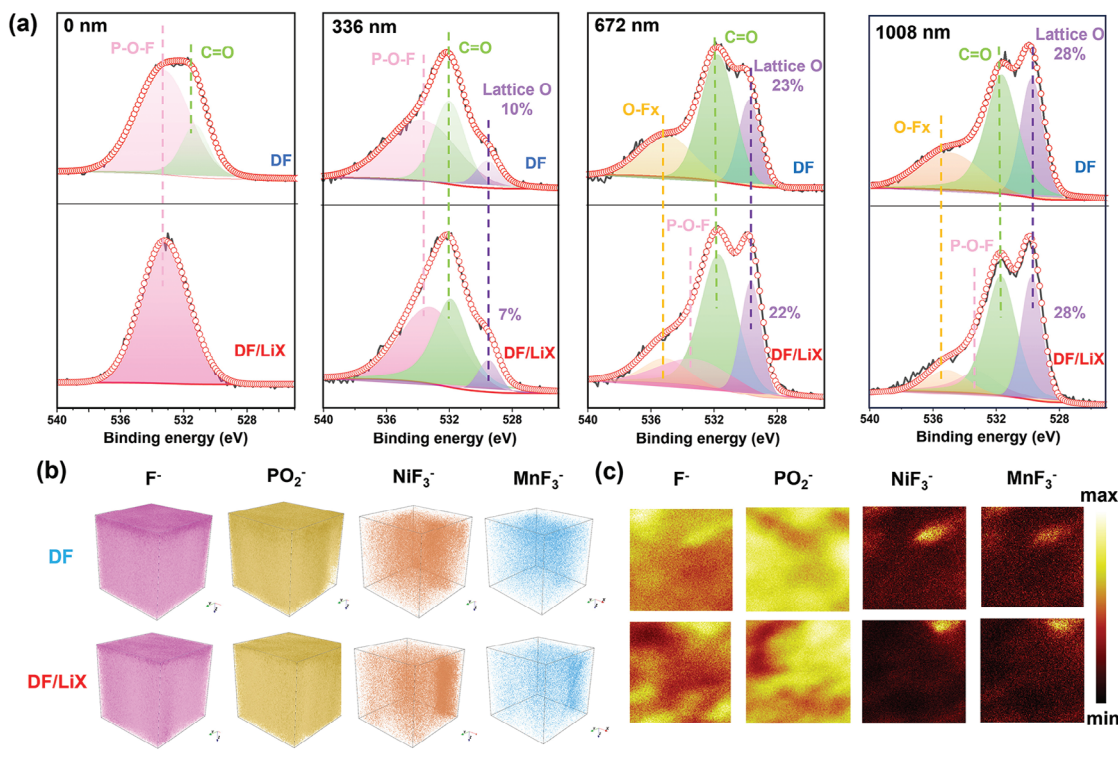 (a)
0 nm
P-O-F
C=O
DF
DF/LiX
540 536 532 528
Binding energy (eV)
336 nm
P-O-F
C=O
Lattice O
10%
DF
7%
DF/LiX
540 536 532 528
Binding energy (eV)
672 nm
C=O
Lattice O
23%
O-Fx
DF
P-O-F
22%
DF/LiX
540 536 532 528
Binding energy (eV)
1008 nm
Lattice O
28%
C=O
O-Fx
DF
P-O-F
28%
DF/LiX
540 536 532 528
Binding energy (eV)
(b)
F⁻ PO₂⁻ NiF₃⁻ MnF₃⁻
DF
DF/LiX
(c)
F⁻ PO₂⁻ NiF₃⁻ MnF₃⁻
max
min